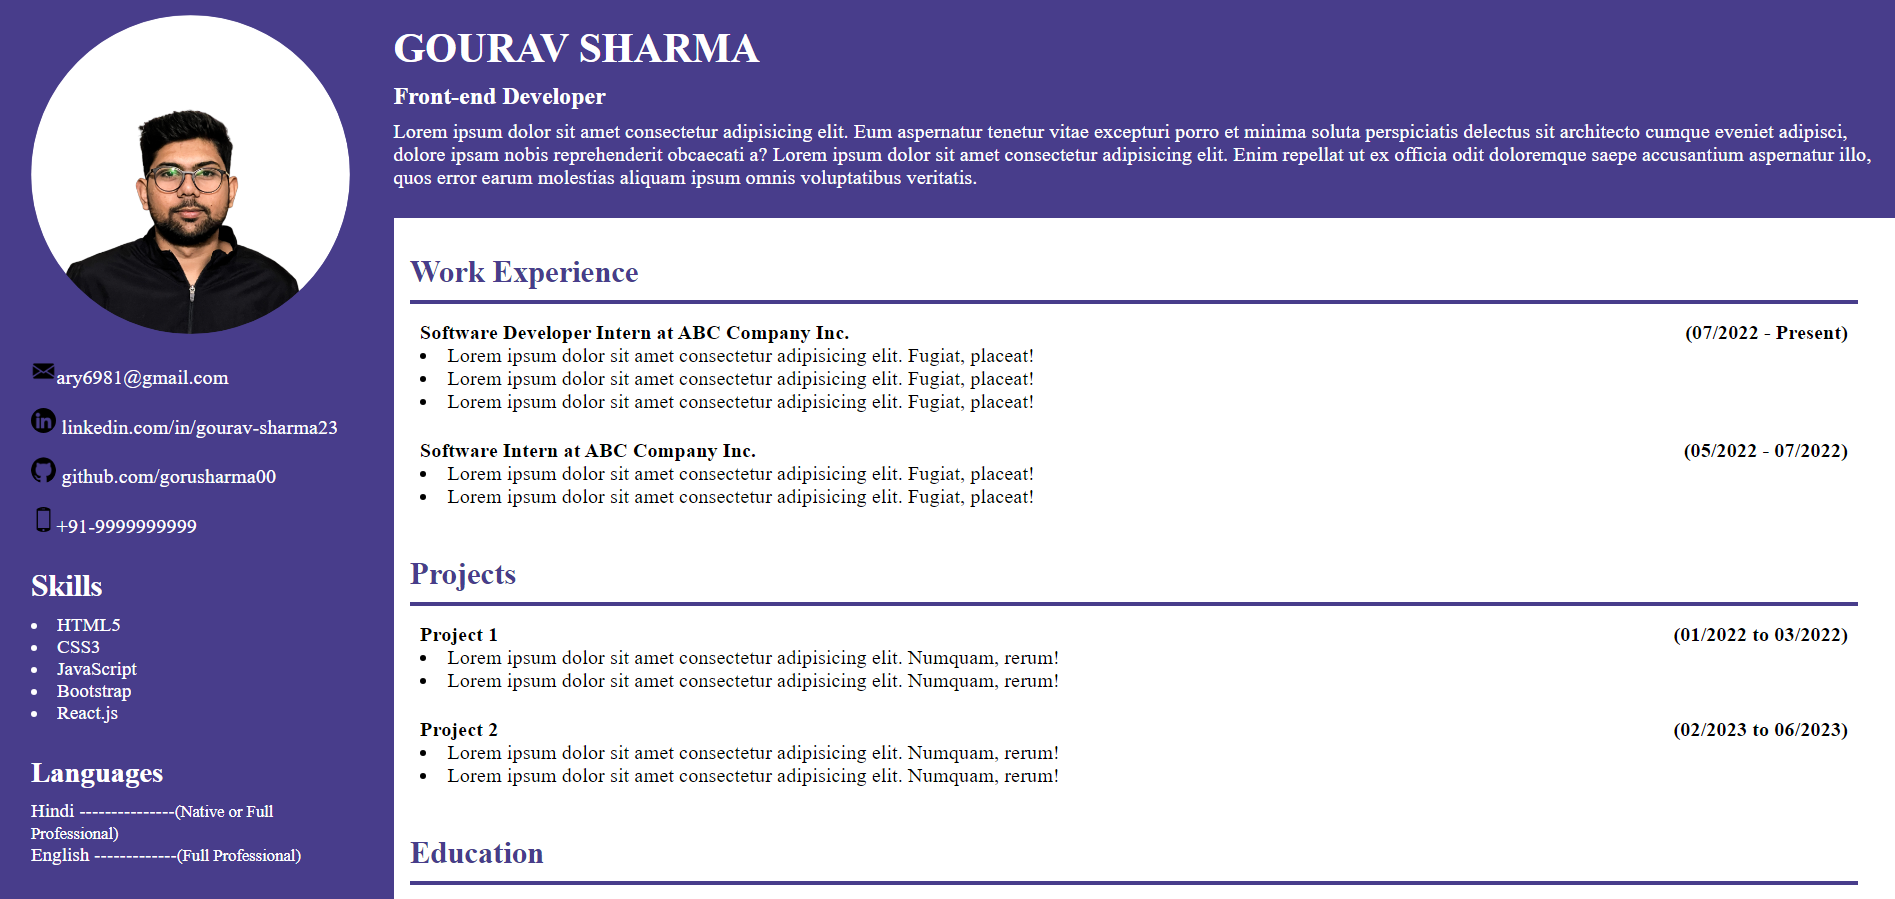 GOURAV SHARMA
Front-end Developer
Lorem ipsum dolor sit amet consectetur adipisicing elit. Eum aspernatur tenetur vitae excepturi porro et minima soluta perspiciatis delectus sit architecto cumque eveniet adipisci,
dolore ipsam nobis reprehenderit obcaecati a? Lorem ipsum dolor sit amet consectetur adipisicing elit. Enim repellat ut ex officia odit doloremque saepe accusantium aspernatur illo,
quos error earum molestias aliquam ipsum omnis voluptatibus veritatis.
ary6981@gmail.com
linkedin.com/in/gourav-sharma23
github.com/gorusharma00
+91-9999999999
Skills
• HTML5
• CSS3
• JavaScript
• Bootstrap
• React.js
Languages
Hindi ---------------(Native or Full
Professional)
English -------------(Full Professional)
Work Experience
Software Developer Intern at ABC Company Inc. (07/2022 - Present)
• Lorem ipsum dolor sit amet consectetur adipisicing elit. Fugiat, placeat!
• Lorem ipsum dolor sit amet consectetur adipisicing elit. Fugiat, placeat!
• Lorem ipsum dolor sit amet consectetur adipisicing elit. Fugiat, placeat!
Software Intern at ABC Company Inc. (05/2022 - 07/2022)
• Lorem ipsum dolor sit amet consectetur adipisicing elit. Fugiat, placeat!
• Lorem ipsum dolor sit amet consectetur adipisicing elit. Fugiat, placeat!
Projects
Project 1 (01/2022 to 03/2022)
• Lorem ipsum dolor sit amet consectetur adipisicing elit. Numquam, rerum!
• Lorem ipsum dolor sit amet consectetur adipisicing elit. Numquam, rerum!
Project 2 (02/2023 to 06/2023)
• Lorem ipsum dolor sit amet consectetur adipisicing elit. Numquam, rerum!
• Lorem ipsum dolor sit amet consectetur adipisicing elit. Numquam, rerum!
Education